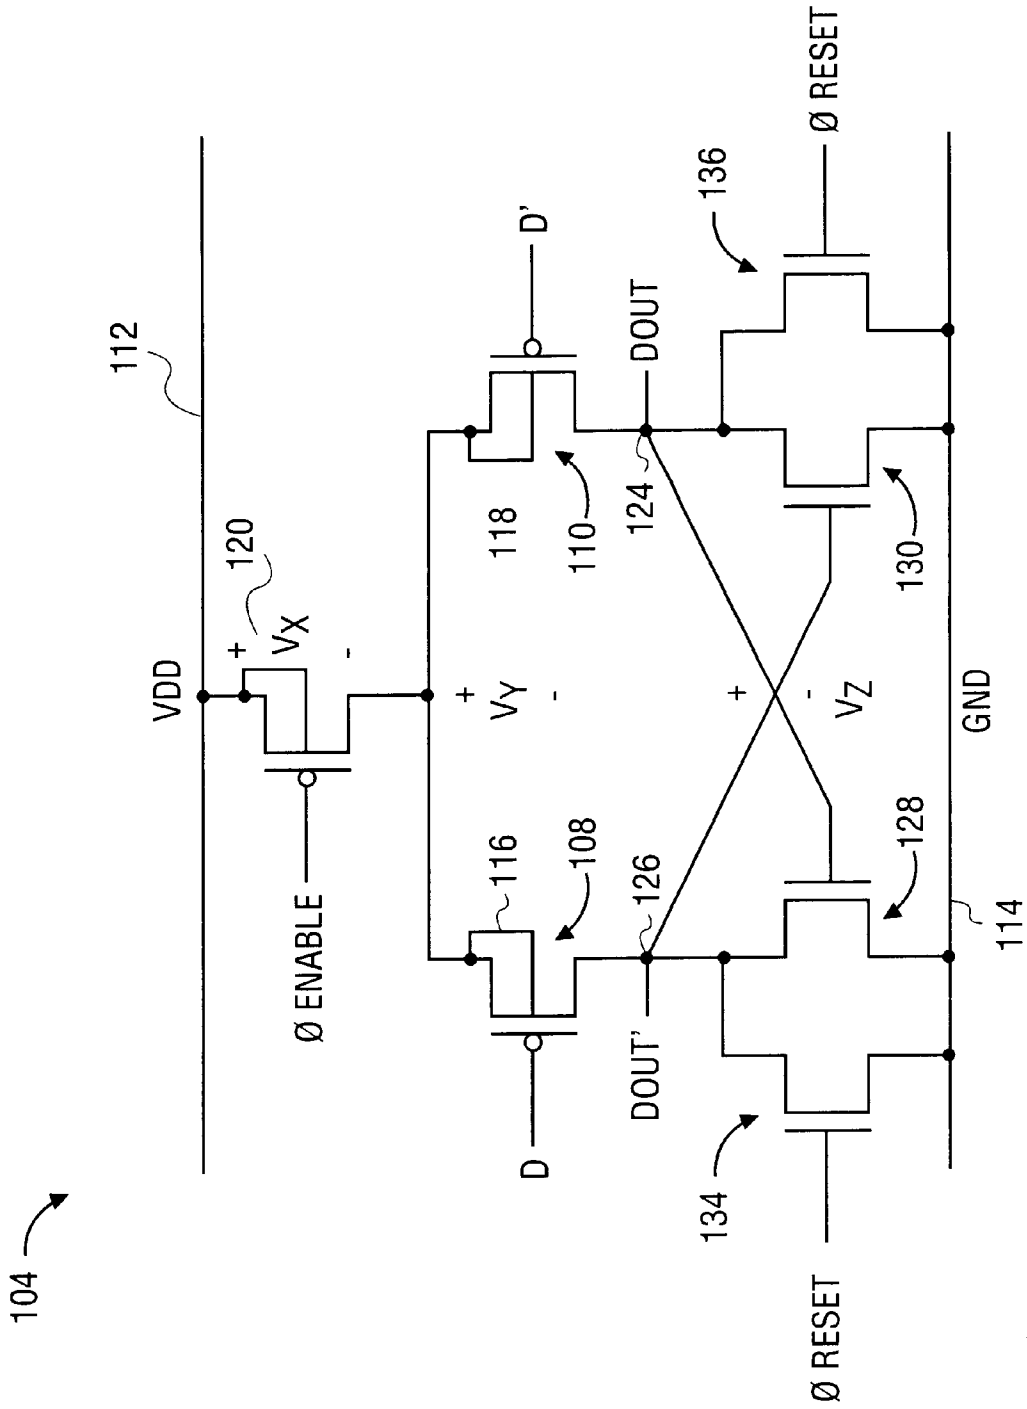 104
112
VDD
+
120
VX
-
Ø ENABLE
+
VY
-
116
118
D
D'
108
110
DOUT'
126
124
DOUT
+
-
VZ
134
136
Ø RESET
Ø RESET
128
130
114
GND